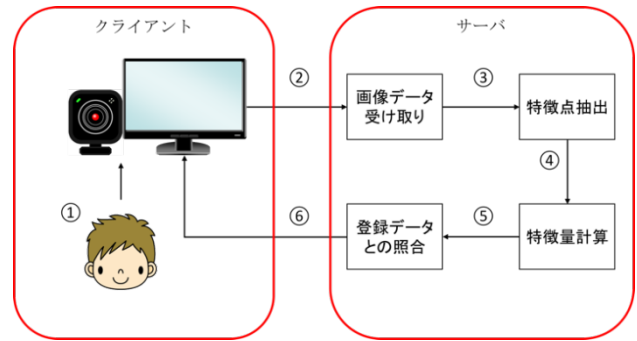 クライアント
サーバ
②
画像データ
受け取り
③
特徴点抽出
④
①
⑥
登録データ
との照合
⑤
特徴量計算